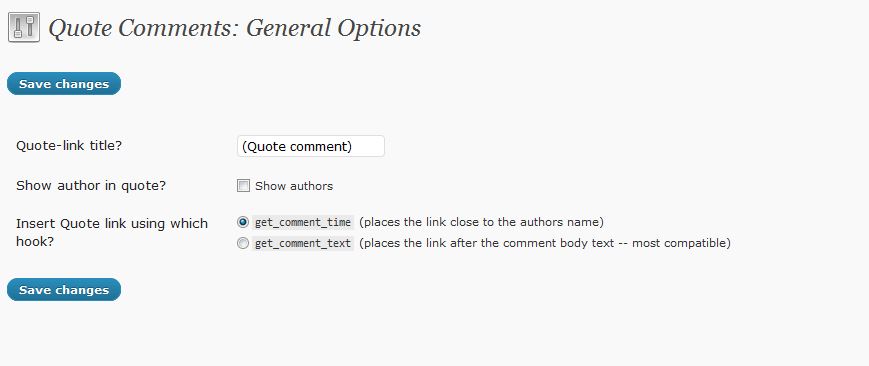 Quote Comments: General Options
Save changes
Quote-link title? (Quote comment)
Show author in quote? Show authors
Insert Quote link using which hook?
get_comment_time (places the link close to the authors name)
get_comment_text (places the link after the comment body text -- most compatible)
Save changes